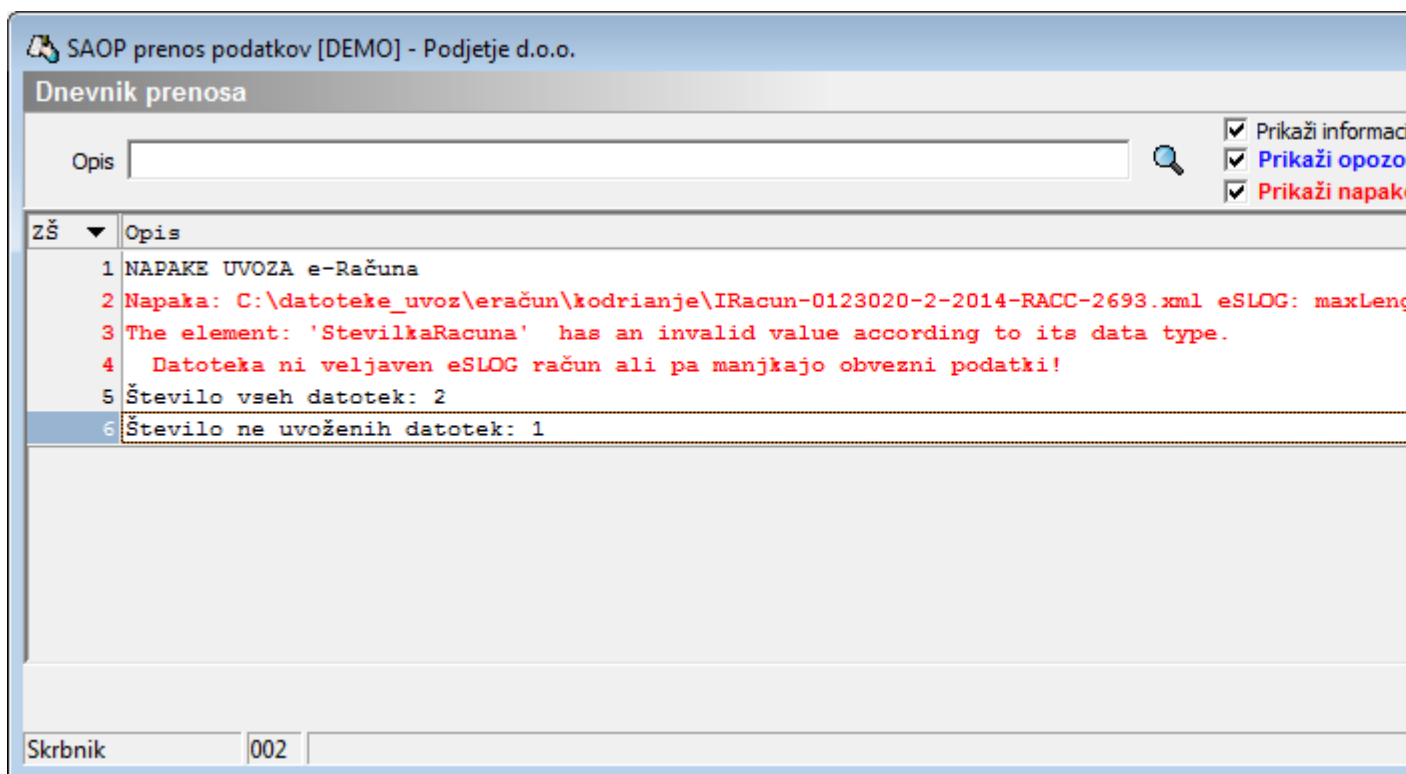 SAOP prenos podatkov [DEMO] - Podjetje d.o.o.
Dnevnik prenosa
Prikaži informaci
Opis
Prikaži opozo
Prikaži napake
ZŠ Opis
1 NAPAKE UVOZA e-Računa
2 Napaka: C:\datoteke_uvoz\eračun\kodrianje\IRacun-0123020-2-2014-RACC-2693.xml eSLOG: maxLeng
3 The element: 'StevilkaRacuna' has an invalid value according to its data type.
4 Datoteka ni veljaven eSLOG račun ali pa manjkajo obvezni podatki!
5 Število vseh datotek: 2
6 Število ne uvoženih datotek: 1
Skrbnik 002